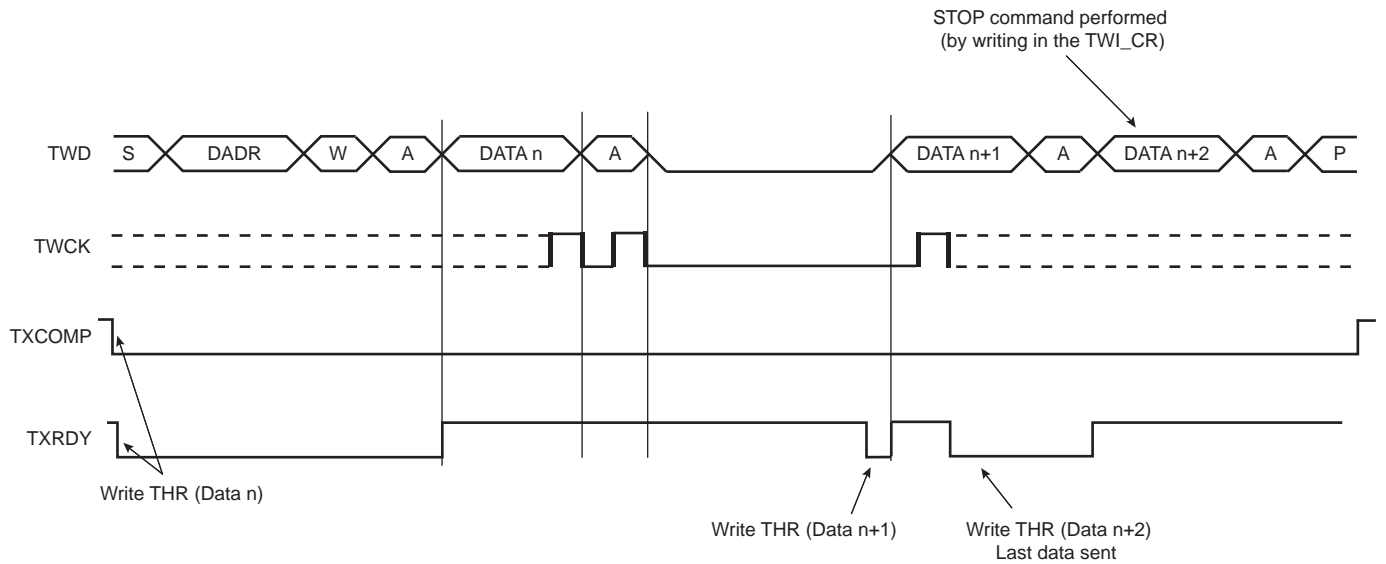 STOP command performed
(by writing in the TWI_CR)
TWD S DADR W A DATA n A DATA n+1 A DATA n+2 A P
TWCK
TXCOMP
TXRDY
Write THR (Data n)
Write THR (Data n+1)
Write THR (Data n+2)
Last data sent